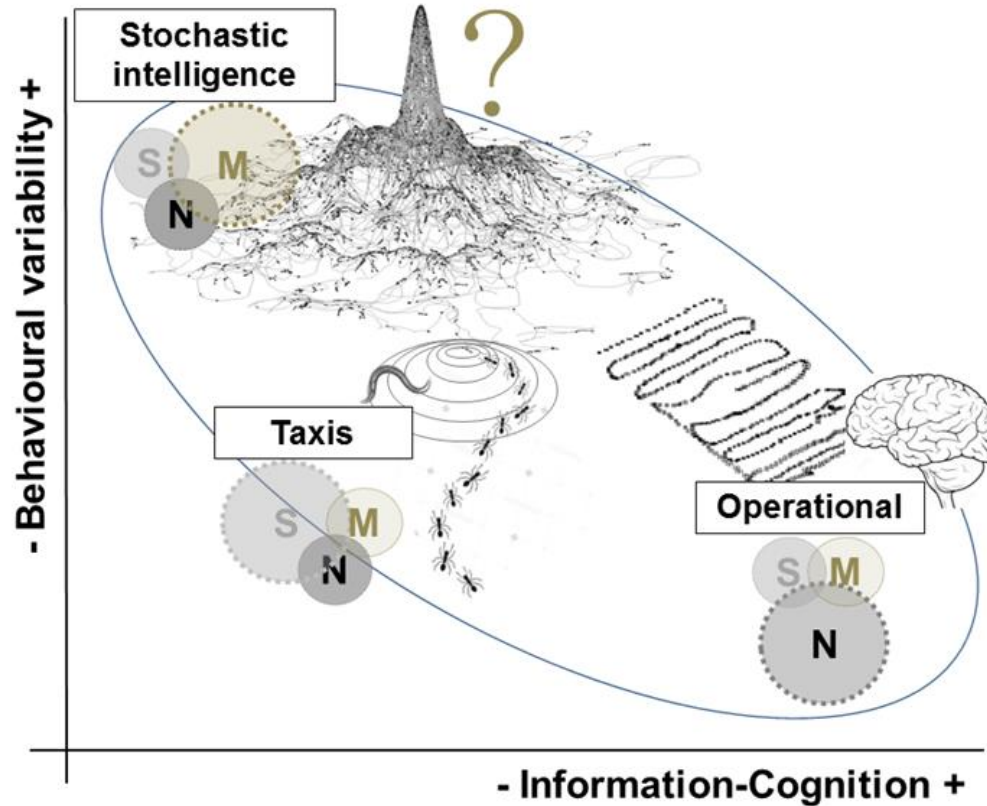 Stochastic
intelligence
?
S
M
N
- Behavioural variability +
Taxis
S
M
N
Operational
S
M
N
- Information-Cognition +